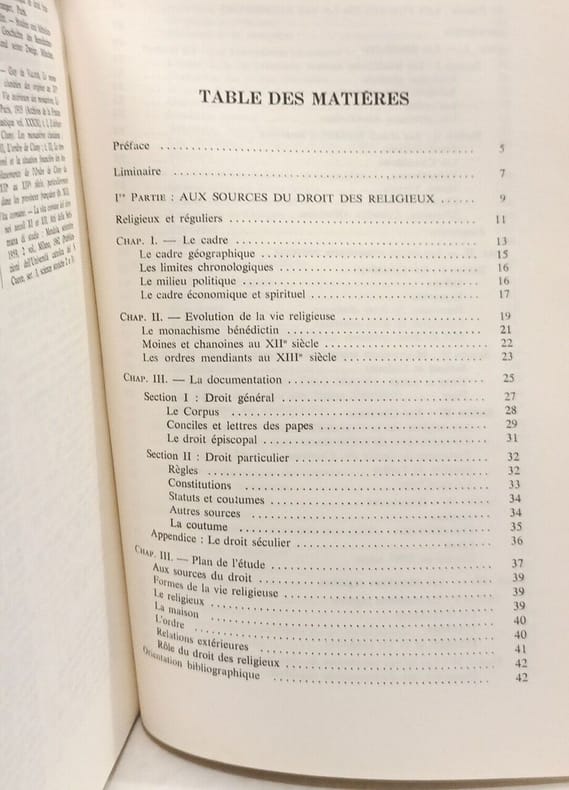 TABLE DES MATIÈRES
Préface 5
Liminaire 7
Ire PARTIE : AUX SOURCES DU DROIT DES RELIGIEUX 9
Religieux et réguliers 11
CHAP. I. — Le cadre 13
Le cadre géographique 15
Les limites chronologiques 16
Le milieu politique 16
Le cadre économique et spirituel 17
CHAP. II. — Evolution de la vie religieuse 19
Le monachisme bénédictin 21
Moines et chanoines au XIIe siècle 22
Les ordres mendiants au XIIIe siècle 23
CHAP. III. — La documentation 25
Section I : Droit général 27
Le Corpus 28
Conciles et lettres des papes 29
Le droit épiscopal 31
Section II : Droit particulier 32
Règles 32
Constitutions 33
Statuts et coutumes 34
Autres sources 34
La coutume 35
Appendice : Le droit séculier 36
CHAP. III. — Plan de l'étude 37
Aux sources du droit 39
Formes de la vie religieuse 39
Le religieux 39
La maison 40
L'ordre 40
Relations extérieures 41
Rôle du droit des religieux 42
Orientation bibliographique 42